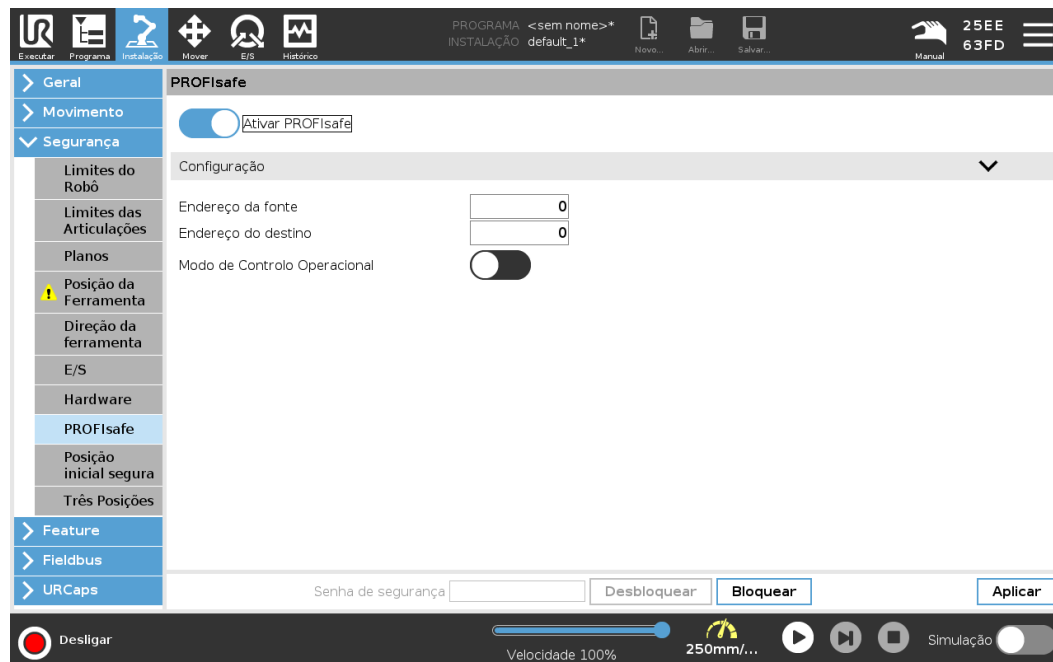 UR
PROGRAMA <sem nome>*
INSTALAÇÃO default_1*
25EE
63FD
Executar Programa Instalação Mover E/S Histórico Novo... Abrir... Salvar... Manual
Geral
PROFIsafe
Movimento
Ativar PROFIsafe
Segurança
Configuração
Limites do
Robô
Limites das
Articulações
Planos
Posição da
Ferramenta
Direção da
ferramenta
E/S
Hardware
PROFIsafe
Posição
inicial segura
Três Posições
Endereço da fonte 0
Endereço do destino 0
Modo de Controlo Operacional
Feature
Fieldbus
URCaps
Senha de segurança Desbloquear Bloquear Aplicar
Desligar
Velocidade 100%
250mm/...
Simulação